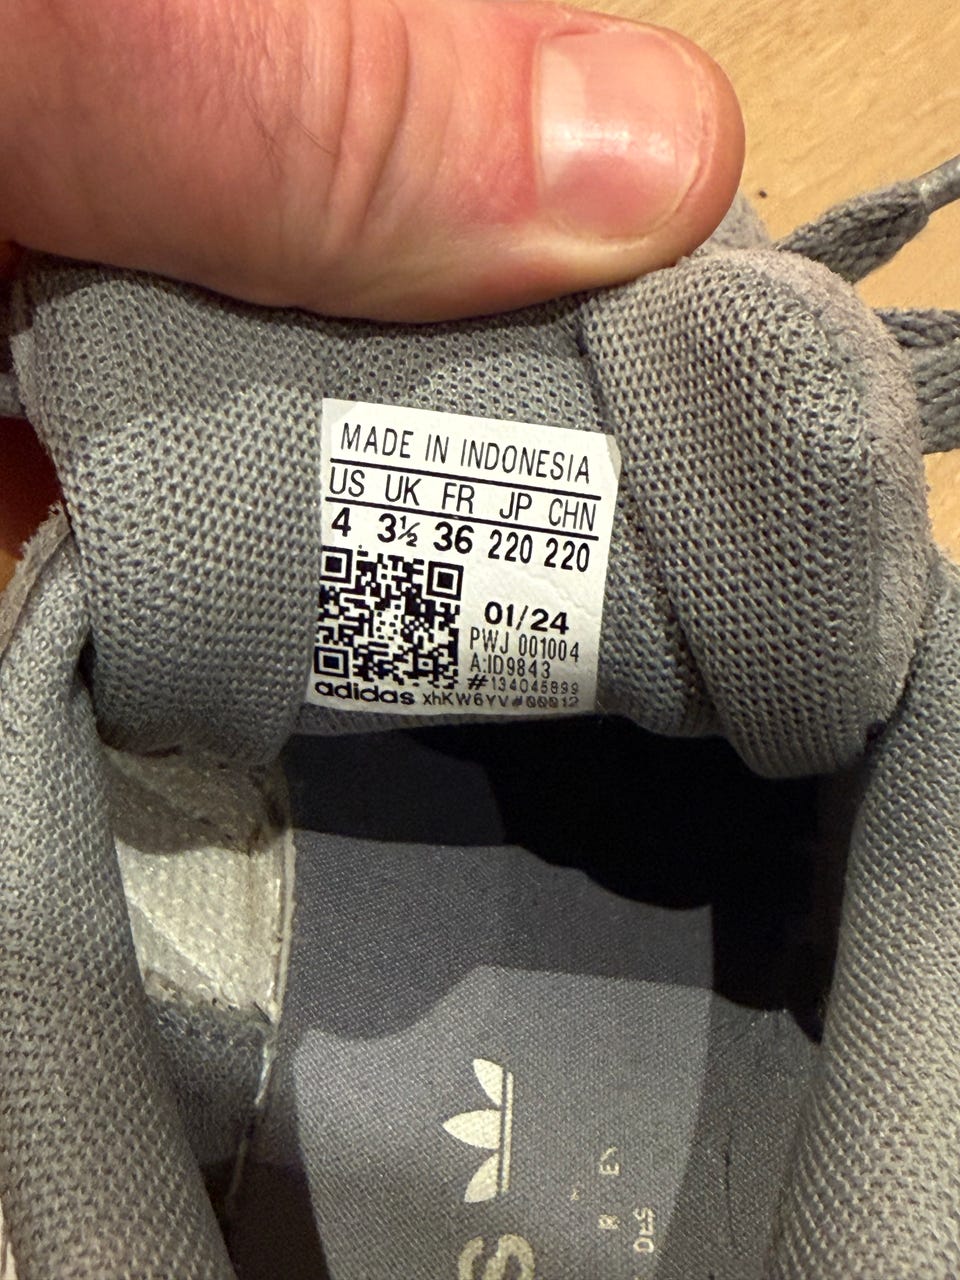 MADE IN INDONESIA
US UK FR JP CHN
4 3½ 36 220 220
01/24
PWJ 001004
A:ID9843
#134045899
adidas xhKW6YV#00012